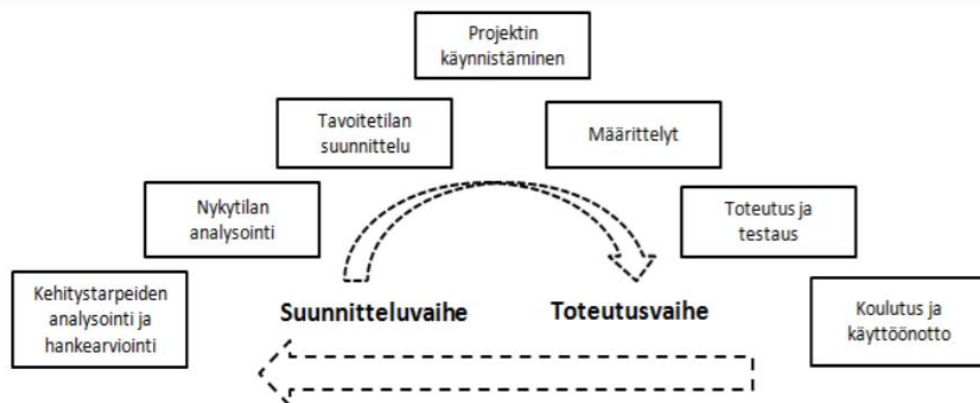 Projektin
käynnistäminen
Tavoitetilan
suunnittelu
Määrittelyt
Nykytilan
analysointi
Toteutus ja
testaus
Kehitystarpeiden
analysointi ja
hankearviointi
Suunnitteluvaihe
Toteutusvaihe
Koulutus ja
käyttöönotto